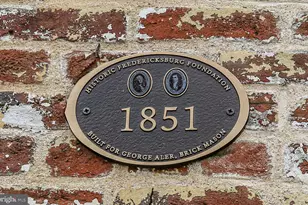 HISTORIC FREDERICKSBURG FOUNDATION
1851
BUILT FOR GEORGE ALER, BRICK MASON